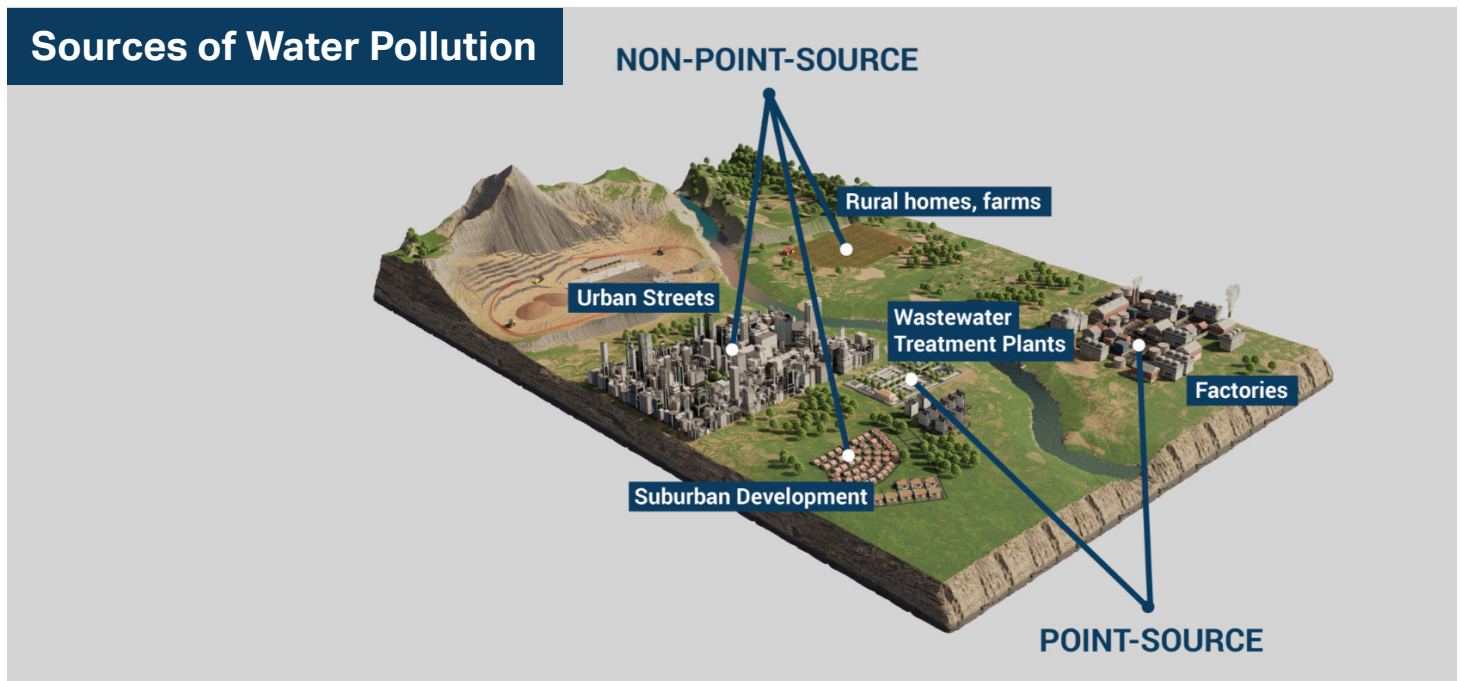 Sources of Water Pollution
NON-POINT-SOURCE
Rural homes, farms
Urban Streets
Wastewater
Treatment Plants
Factories
Suburban Development
POINT-SOURCE